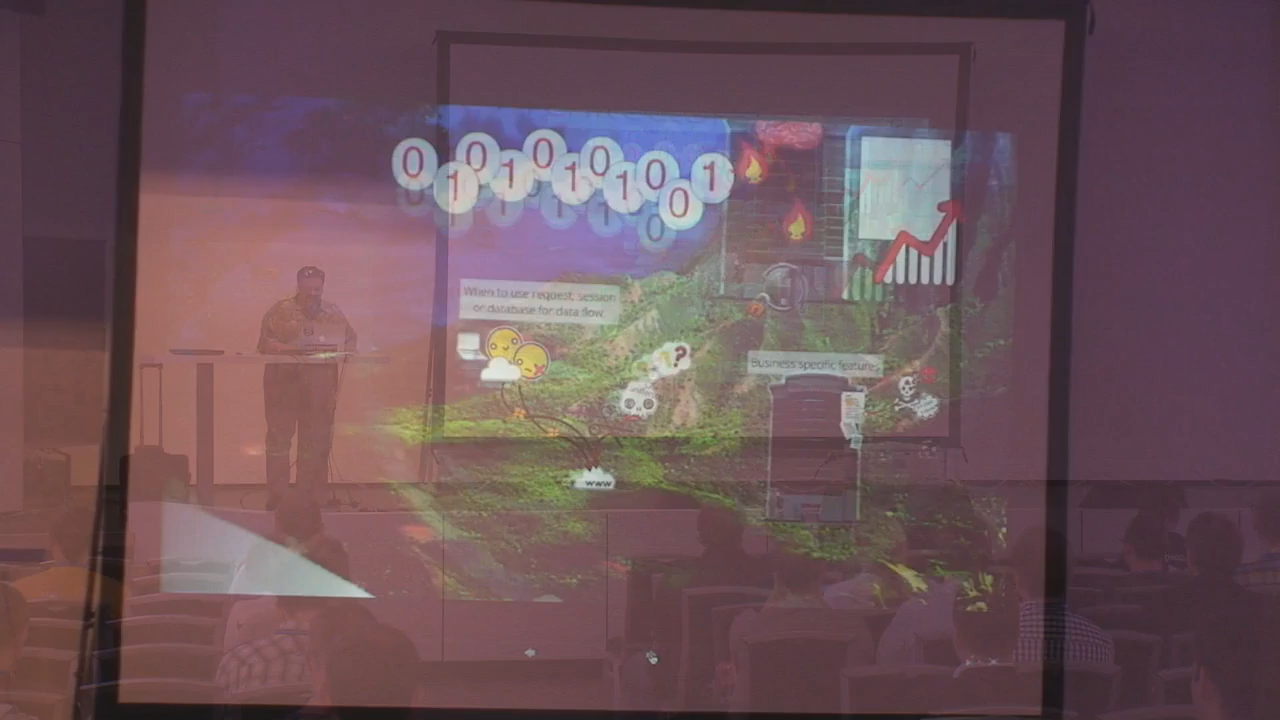 0 1 0 1 0 1 0 1 0 0 1
When to use request, session
or database for data flow
?
Business specific features
www